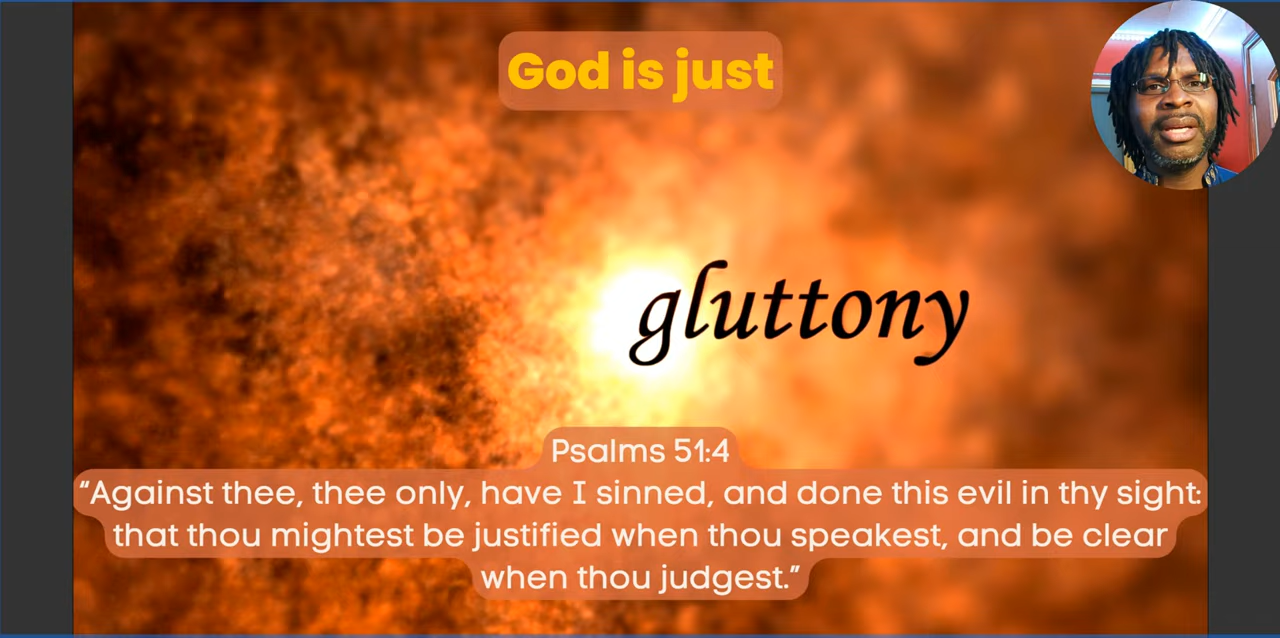 God is just
gluttony
Psalms 51:4
“Against thee, thee only, have I sinned, and done this evil in thy sight:
that thou mightest be justified when thou speakest, and be clear
when thou judgest.”